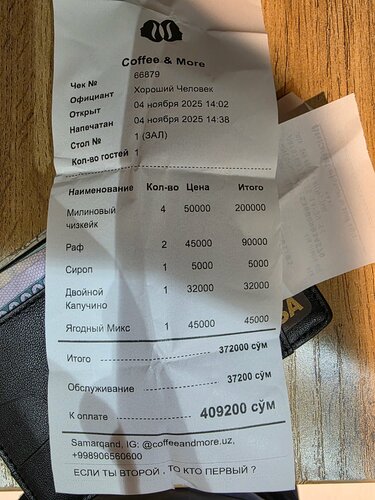 Coffee & More
Чек № 66879
Официант Хороший Человек
Открыт 04 ноября 2025 14:02
Напечатан 04 ноября 2025 14:38
Стол № 1 (ЗАЛ)
Кол-во гостей 1
Наименование Кол-во Цена Итого
Милиновый 4 50000 200000
чизкейк
Раф 2 45000 90000
Сироп 1 5000 5000
Двойной 1 32000 32000
Капучино
Ягодный Микс 1 45000 45000
Итого 372000 сўм
Обслуживание 37200 сўм
К оплате 409200 сўм
Samarqand, IG: @coffeeandmore.uz,
+998906560600
ЕСЛИ ТЫ ВТОРОЙ , ТО КТО ПЕРВЫЙ ?